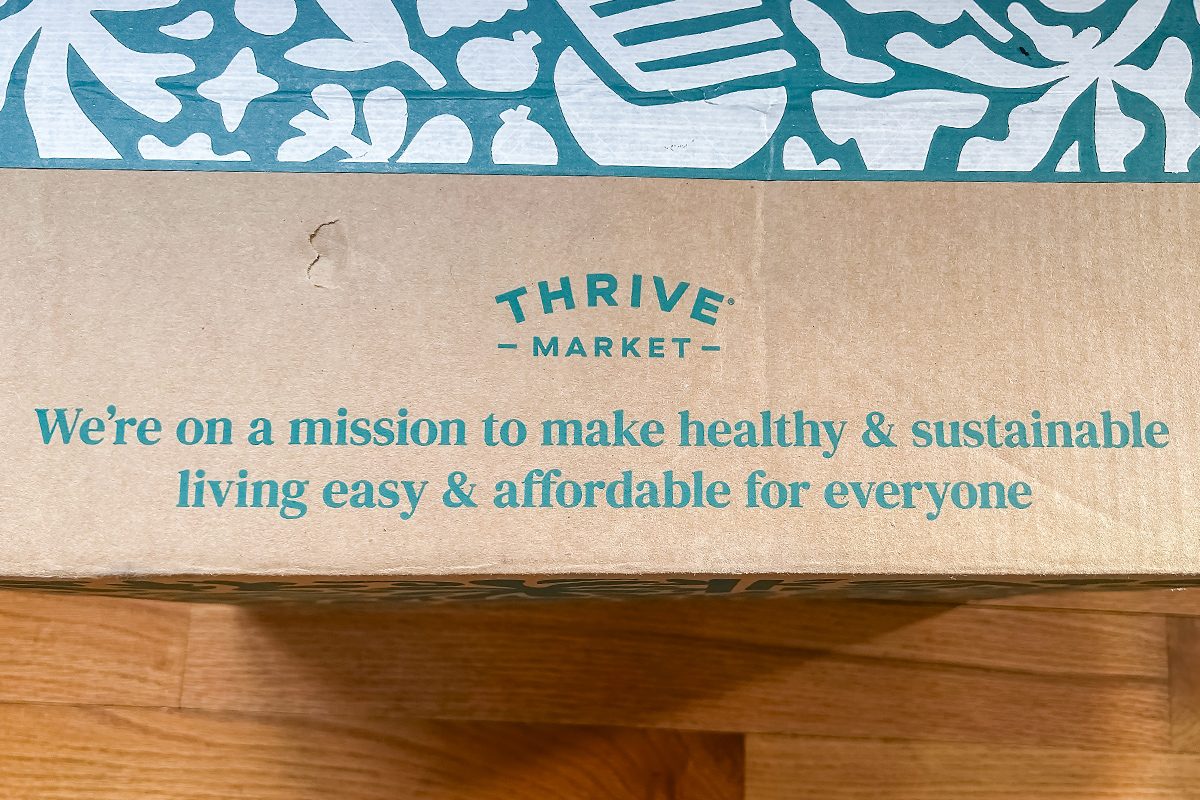 THRIVE®
– MARKET –
We're on a mission to make healthy & sustainable
living easy & affordable for everyone